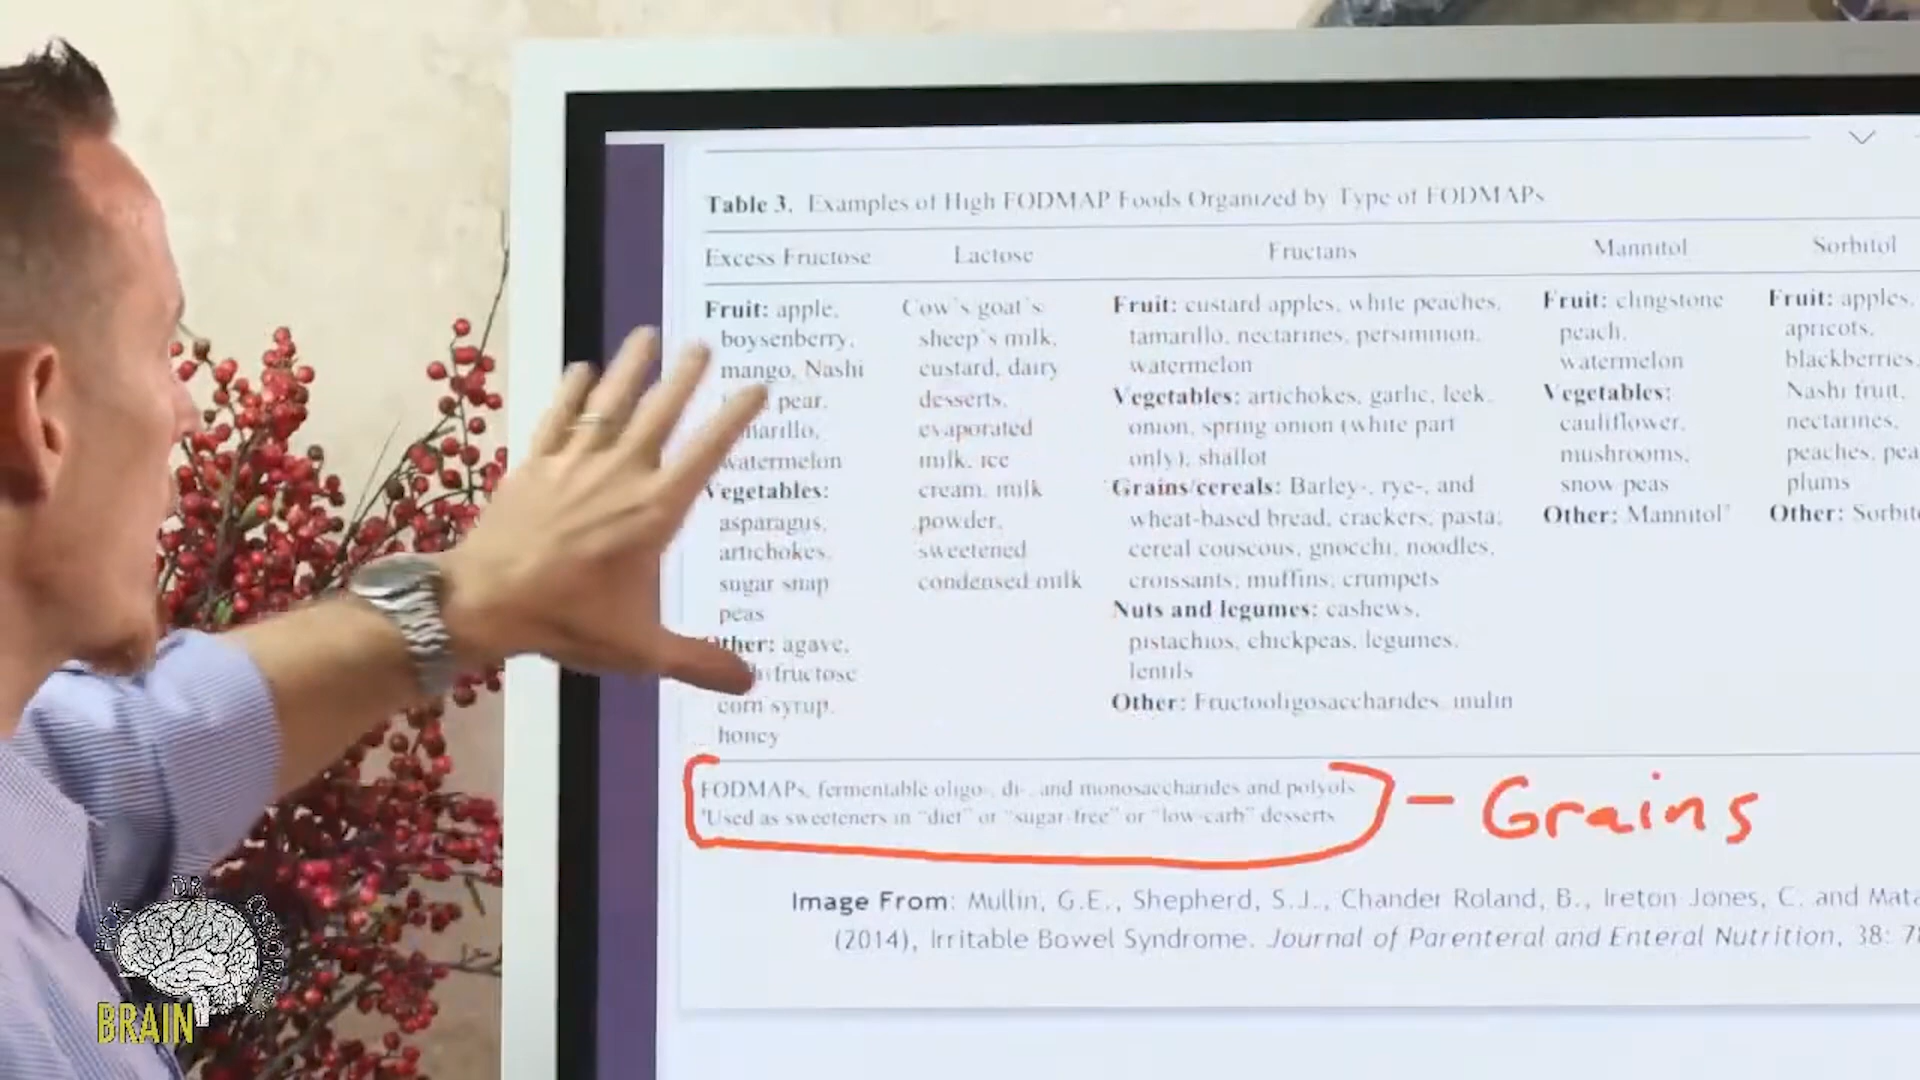 Table 3. Examples of High FODMAP Foods Organized by Type of FODMAPs
Excess Fructose Lactose Fructans Mannitol Sorbitol
Fruit: apple,
boysenberry,
mango, Nashi
pear,
watermelon
Vegetables:
asparagus,
artichokes,
sugar snap
peas
agave,
fructose
corn syrup,
honey
Cow's goat's
sheep's milk,
custard, dairy
desserts,
evaporated
milk, ice
cream, milk
powder,
sweetened
condensed milk
Fruit: custard apples, white peaches,
tamarillo, nectarines, persimmon,
watermelon
Vegetables: artichokes, garlic, leek,
onion, spring onion (white part
only), shallot
Grains/cereals: Barley-, rye-, and
wheat-based bread, crackers, pasta,
cereal couscous, gnocchi, noodles,
croissants, muffins, crumpets
Nuts and legumes: cashews,
pistachios, chickpeas, legumes,
lentils
Other: Fructooligosaccharides, inulin
Fruit: clingstone
peach,
watermelon
Vegetables:
cauliflower,
mushrooms,
snow peas
Other: Mannitol*
Fruit: apples,
apricots,
blackberries,
Nashi fruit,
nectarines,
peaches,
plums
Other:
FODMAPs, fermentable oligo-, di-, and monosaccharides and polyols
*Used as sweeteners in "diet" or "sugar-free" or "low-carb" desserts
- Grains
Image From: Mullin, G.E., Shepherd, S.J., Chander Roland, B., Ireton Jones, C. and
(2014), Irritable Bowel Syndrome. Journal of Parenteral and Enteral Nutrition, 38:
DR.
BRAIN